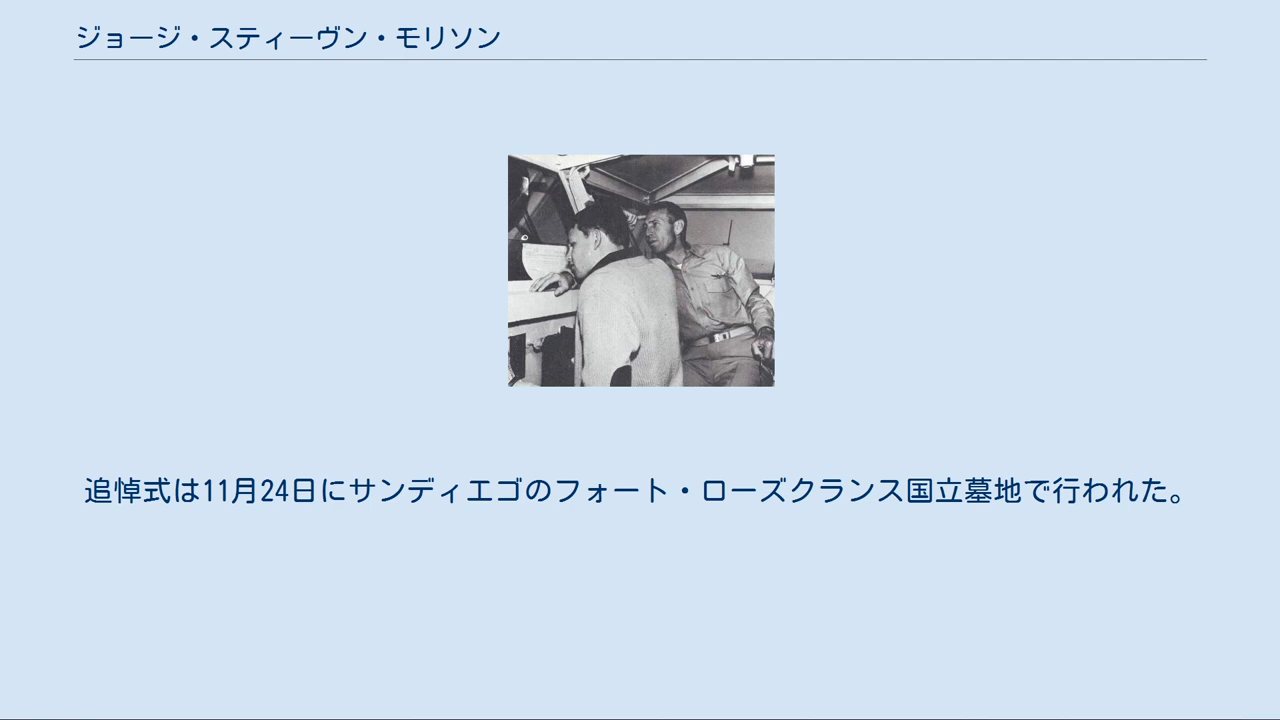 ジョージ・スティーヴン・モリソン
追悼式は11月24日にサンディエゴのフォート・ローズクランス国立墓地で行われた。